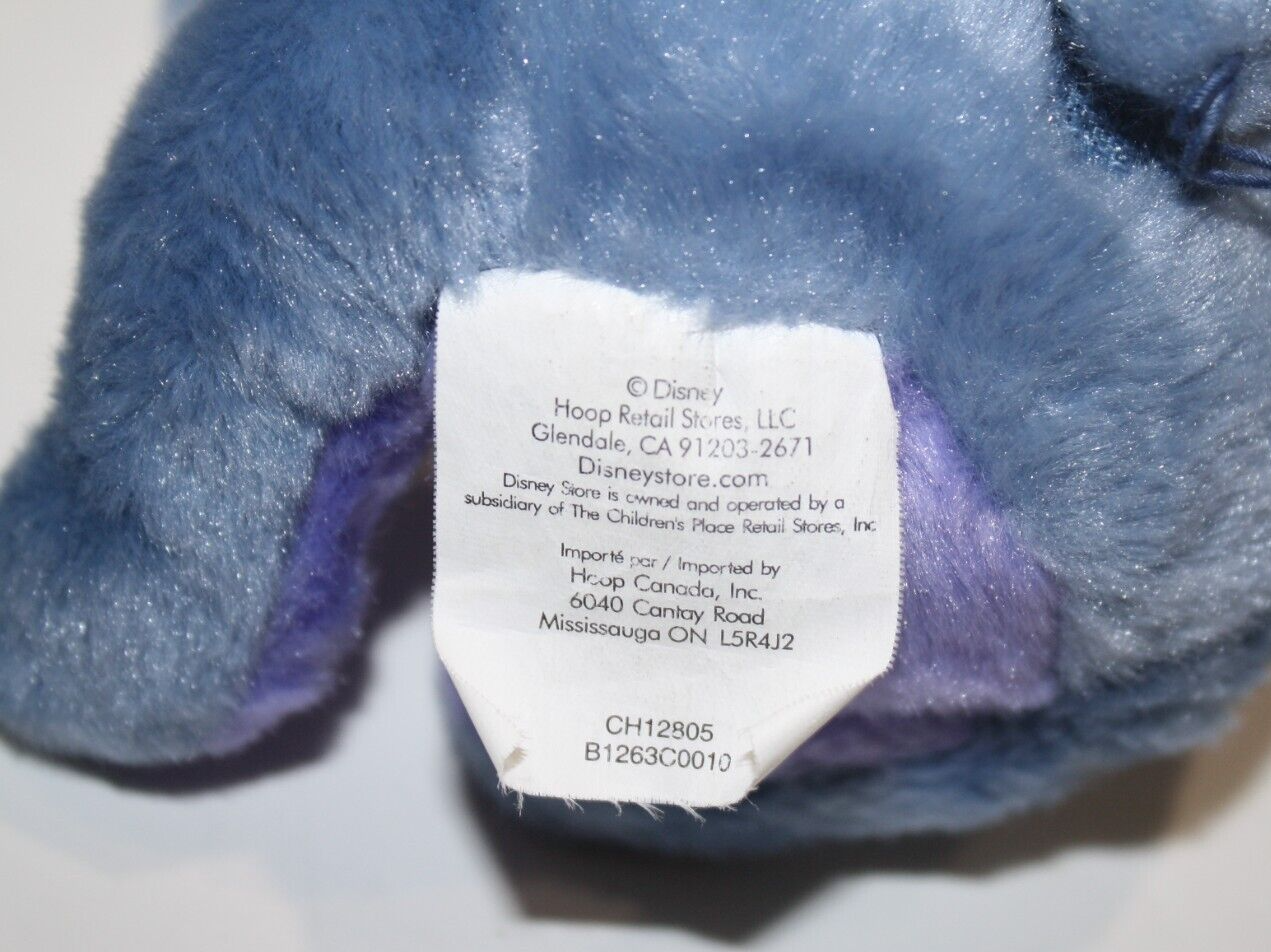 © Disney
Hoop Retail Stores, LLC
Glendale, CA 91203-2671
Disneystore.com
Disney Store is owned and operated by a
subsidiary of The Children's Place Retail Stores, Inc
Importé par / Imported by
Hoop Canada, Inc.
6040 Cantay Road
Mississauga ON L5R4J2
CH12805
B1263C0010